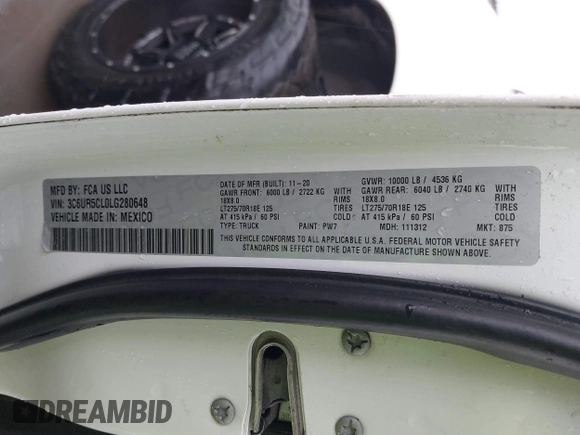 MFD BY: FCA US LLC
VIN: 3C6UR5CL0LG280648
VEHICLE MADE IN: MEXICO
DATE OF MFR (BUILT): 11-20
GVWR: 10000 LB / 4536 KG
GAWR FRONT: 6000 LB / 2722 KG WITH
GAWR REAR: 6040 LB / 2740 KG WITH
18X8.0 RIMS
18X8.0 RIMS
LT275/70R18E 125 TIRES
LT275/70R18E 125 TIRES
AT 415 kPa / 60 PSI
AT 415 kPa / 60 PSI
TYPE: TRUCK PAINT: PW7 MDH: 111312 MKT: 875
THIS VEHICLE CONFORMS TO ALL APPLICABLE U.S.A. FEDERAL MOTOR VEHICLE SAFETY
STANDARDS IN EFFECT ON THE DATE OF MANUFACTURE SHOWN ABOVE.
DREAMBID